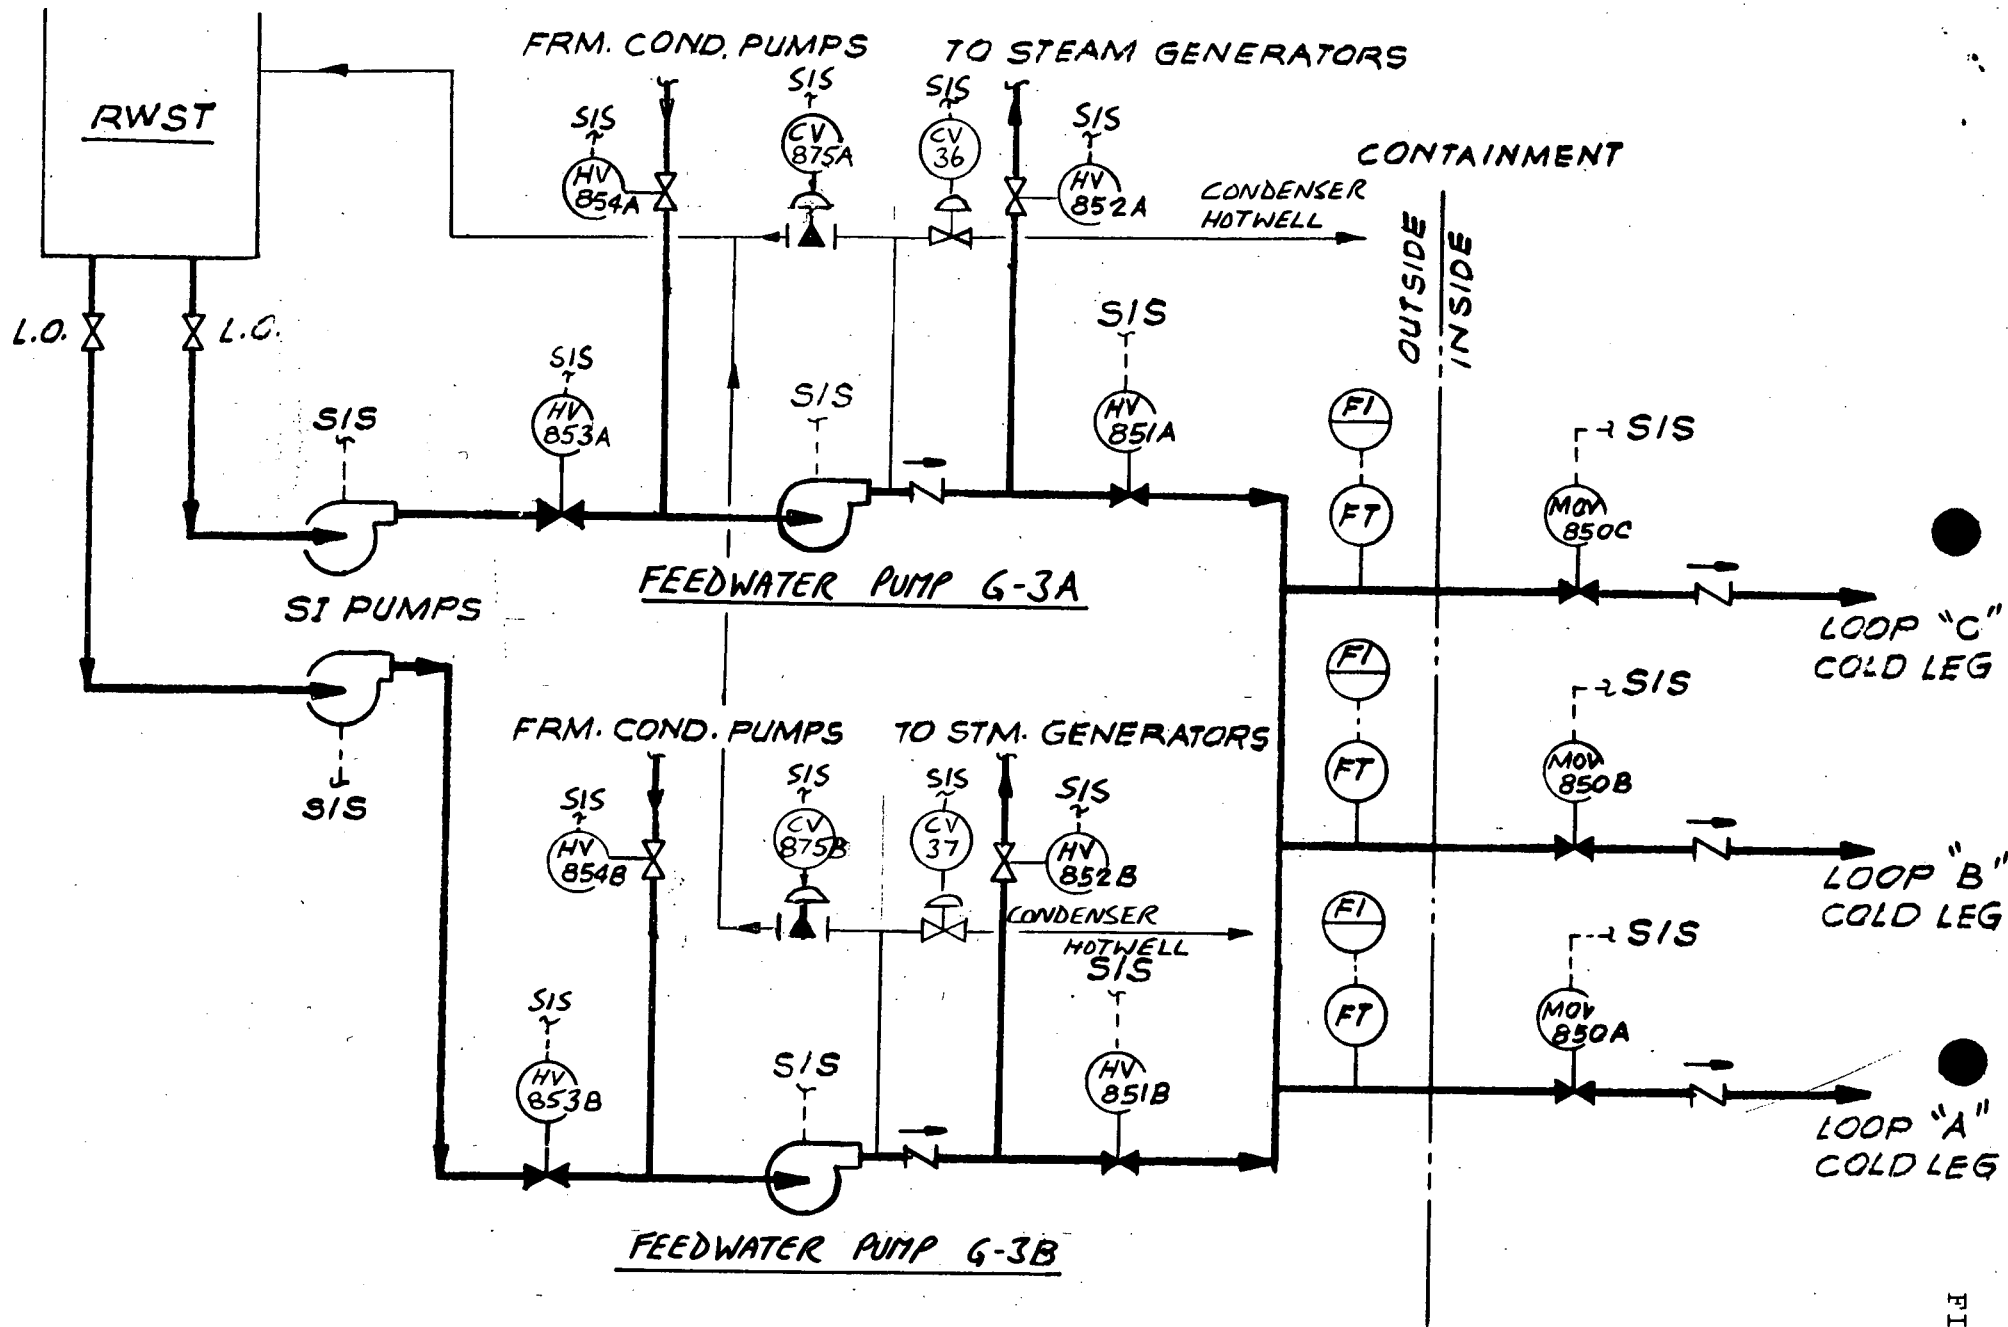 FRM. COND. PUMPS
TO STEAM GENERATORS
RWST
SIS
SIS
SIS
SIS
HV
854A
CV
875A
CV
36
HV
852A
CONTAINMENT
CONDENSER
HOTWELL
OUTSIDE
INSIDE
L.O.
L.O.
SIS
HV
853A
SIS
SIS
SIS
HV
851A
FI
FT
SIS
MOV
850C
FEEDWATER PUMP G-3A
SI PUMPS
LOOP "C"
COLD LEG
SIS
FRM. COND. PUMPS
TO STM. GENERATORS
SIS
SIS
SIS
SIS
HV
854B
CV
875B
CV
37
HV
852B
CONDENSER
HOTWELL
FI
FT
SIS
MOV
850B
LOOP "B"
COLD LEG
SIS
HV
853B
SIS
SIS
HV
851B
FI
FT
SIS
MOV
850A
LOOP "A"
COLD LEG
FEEDWATER PUMP G-3B
FI